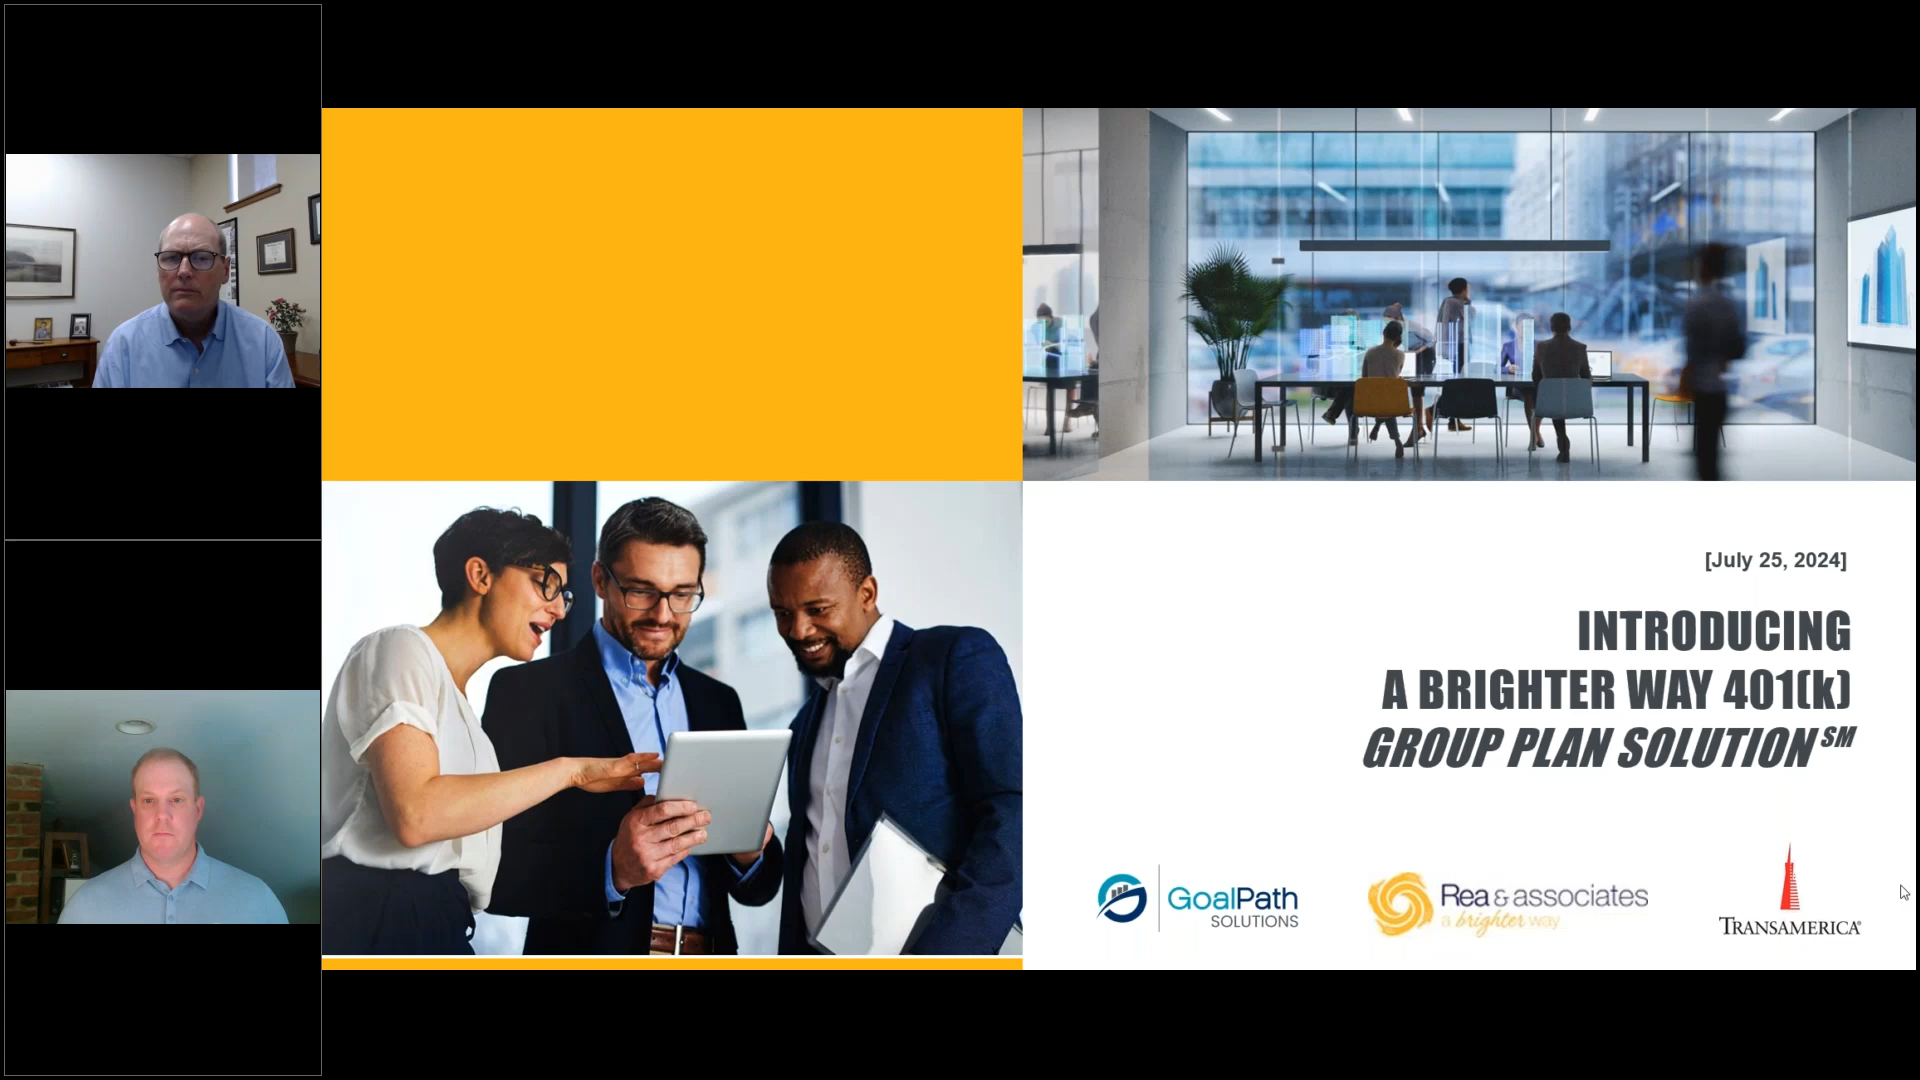 [July 25, 2024]
INTRODUCING
A BRIGHTER WAY 401(k)
GROUP PLAN SOLUTION℠
GoalPath
SOLUTIONS
Rea & associates
a brighter way
TRANSAMERICA®